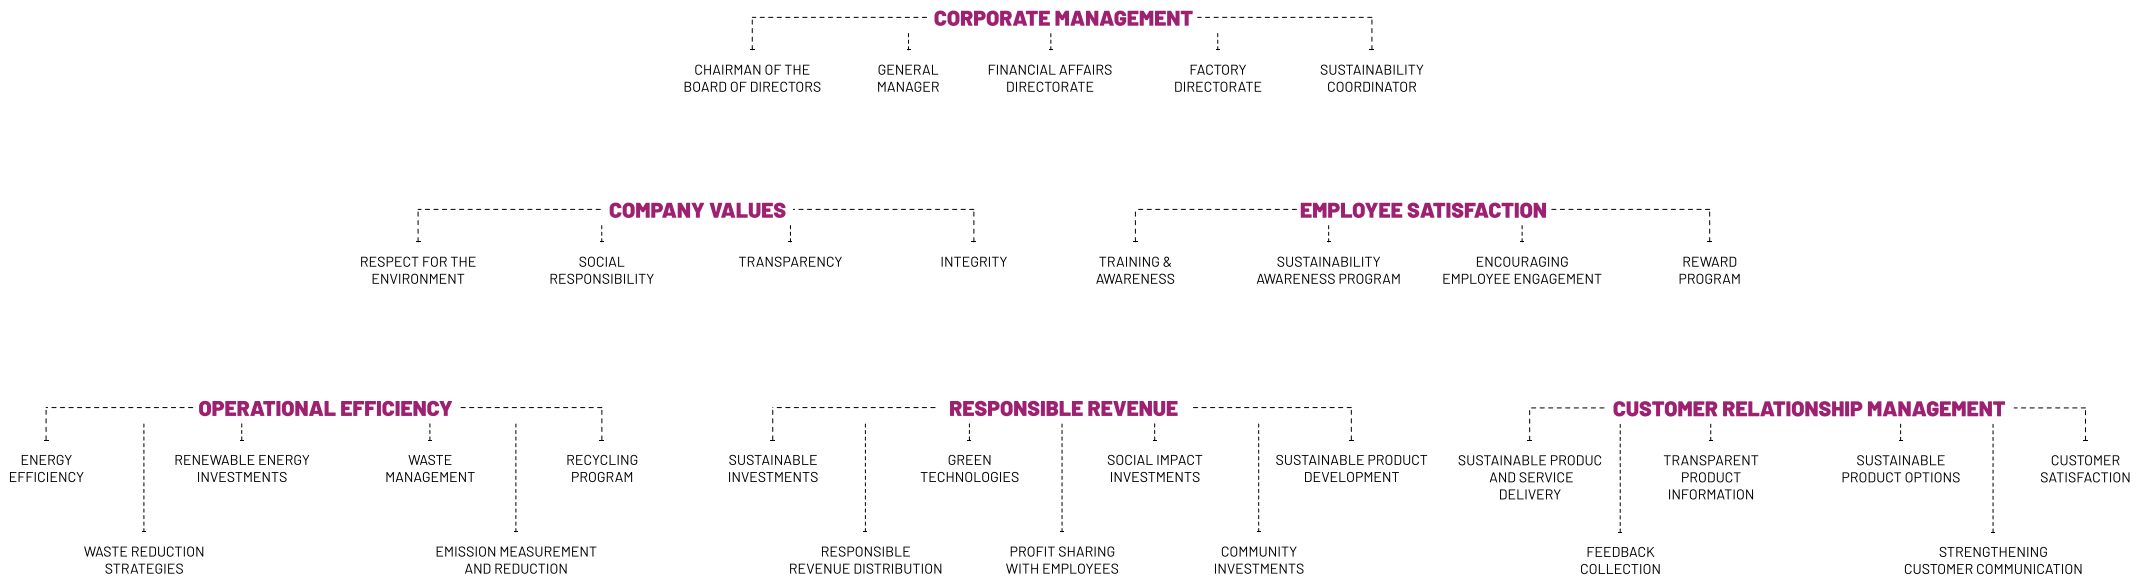 CORPORATE MANAGEMENT
CHAIRMAN OF THE
BOARD OF DIRECTORS
GENERAL
MANAGER
FINANCIAL AFFAIRS
DIRECTORATE
FACTORY
DIRECTORATE
SUSTAINABILITY
COORDINATOR
COMPANY VALUES
RESPECT FOR THE
ENVIRONMENT
SOCIAL
RESPONSIBILITY
TRANSPARENCY
INTEGRITY
EMPLOYEE SATISFACTION
TRAINING &
AWARENESS
SUSTAINABILITY
AWARENESS PROGRAM
ENCOURAGING
EMPLOYEE ENGAGEMENT
REWARD
PROGRAM
OPERATIONAL EFFICIENCY
ENERGY
EFFICIENCY
WASTE REDUCTION
STRATEGIES
RENEWABLE ENERGY
INVESTMENTS
WASTE
MANAGEMENT
EMISSION MEASUREMENT
AND REDUCTION
RECYCLING
PROGRAM
RESPONSIBLE REVENUE
SUSTAINABLE
INVESTMENTS
RESPONSIBLE
REVENUE DISTRIBUTION
GREEN
TECHNOLOGIES
PROFIT SHARING
WITH EMPLOYEES
SOCIAL IMPACT
INVESTMENTS
COMMUNITY
INVESTMENTS
SUSTAINABLE PRODUCT
DEVELOPMENT
CUSTOMER RELATIONSHIP MANAGEMENT
SUSTAINABLE PRODUC
AND SERVICE
DELIVERY
FEEDBACK
COLLECTION
TRANSPARENT
PRODUCT
INFORMATION
SUSTAINABLE
PRODUCT OPTIONS
STRENGTHENING
CUSTOMER COMMUNICATION
CUSTOMER
SATISFACTION